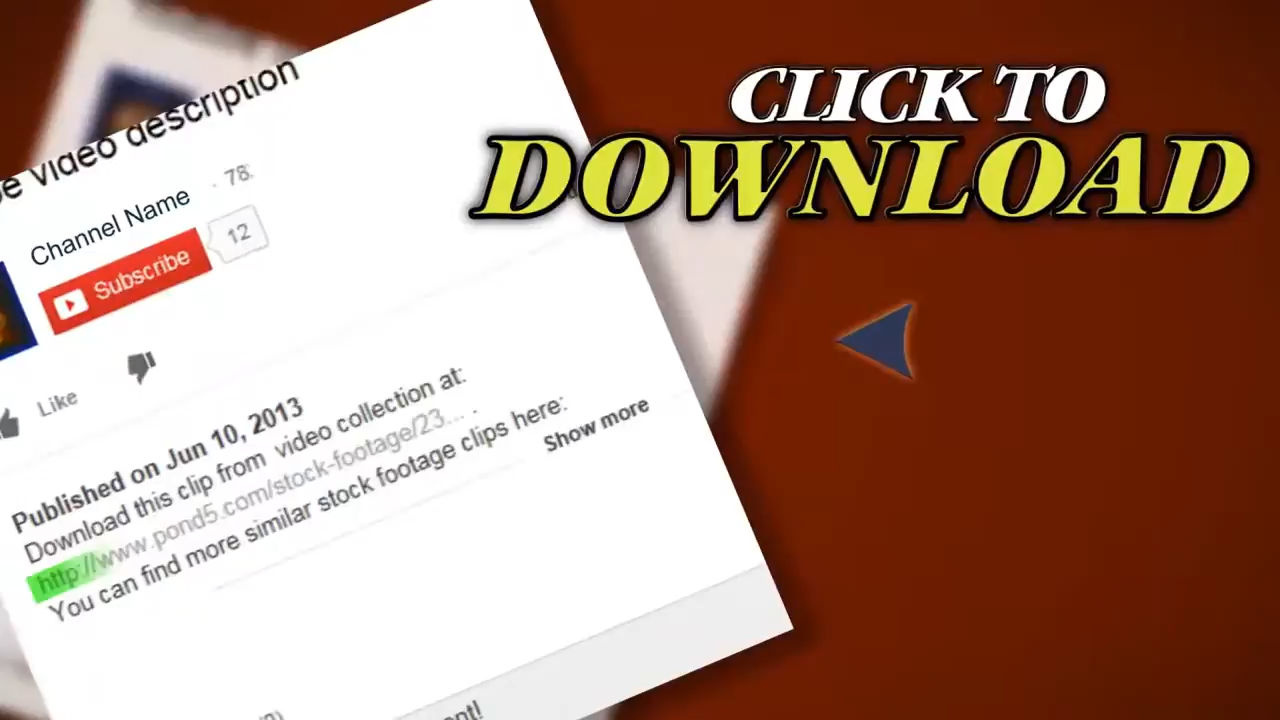 CLICK TO
DOWNLOAD
video description
Channel Name
78
Subscribe
12
Like
Published on Jun 10, 2013
Download this clip from video collection at:
http://www.pond5.com/stock-footage/23... .
You can find more similar stock footage clips here:
Show more